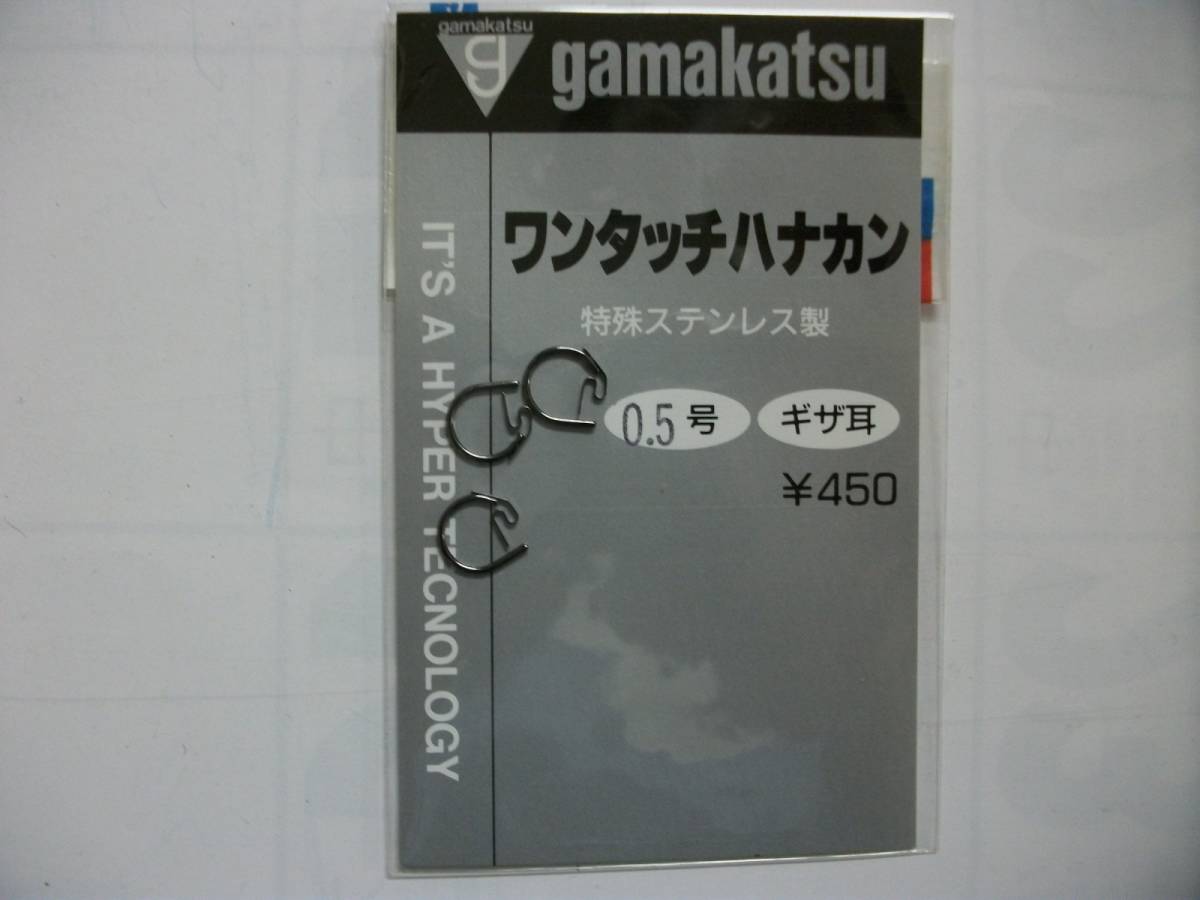 gamakatsu
gamakatsu
ワンタッチハナカン
特殊ステンレス製
0.5号
ギザ耳
¥450
IT'S A HYPER TECNOLOGY